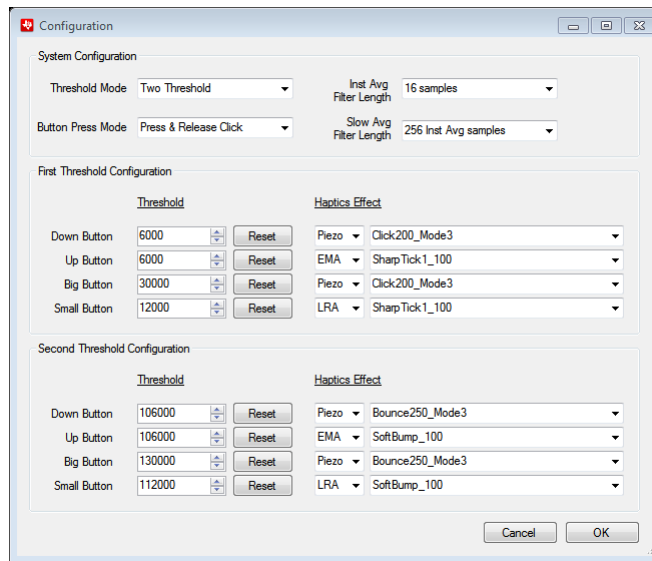 Configuration
System Configuration
Threshold Mode Two Threshold Inst Avg Filter Length 16 samples
Button Press Mode Press & Release Click Slow Avg Filter Length 256 Inst Avg samples
First Threshold Configuration
Threshold Haptics Effect
Down Button 6000 Reset Piezo Click200_Mode3
Up Button 6000 Reset EMA SharpTick1_100
Big Button 30000 Reset Piezo Click200_Mode3
Small Button 12000 Reset LRA SharpTick1_100
Second Threshold Configuration
Threshold Haptics Effect
Down Button 106000 Reset Piezo Bounce250_Mode3
Up Button 106000 Reset EMA SoftBump_100
Big Button 130000 Reset Piezo Bounce250_Mode3
Small Button 112000 Reset LRA SoftBump_100
Cancel OK